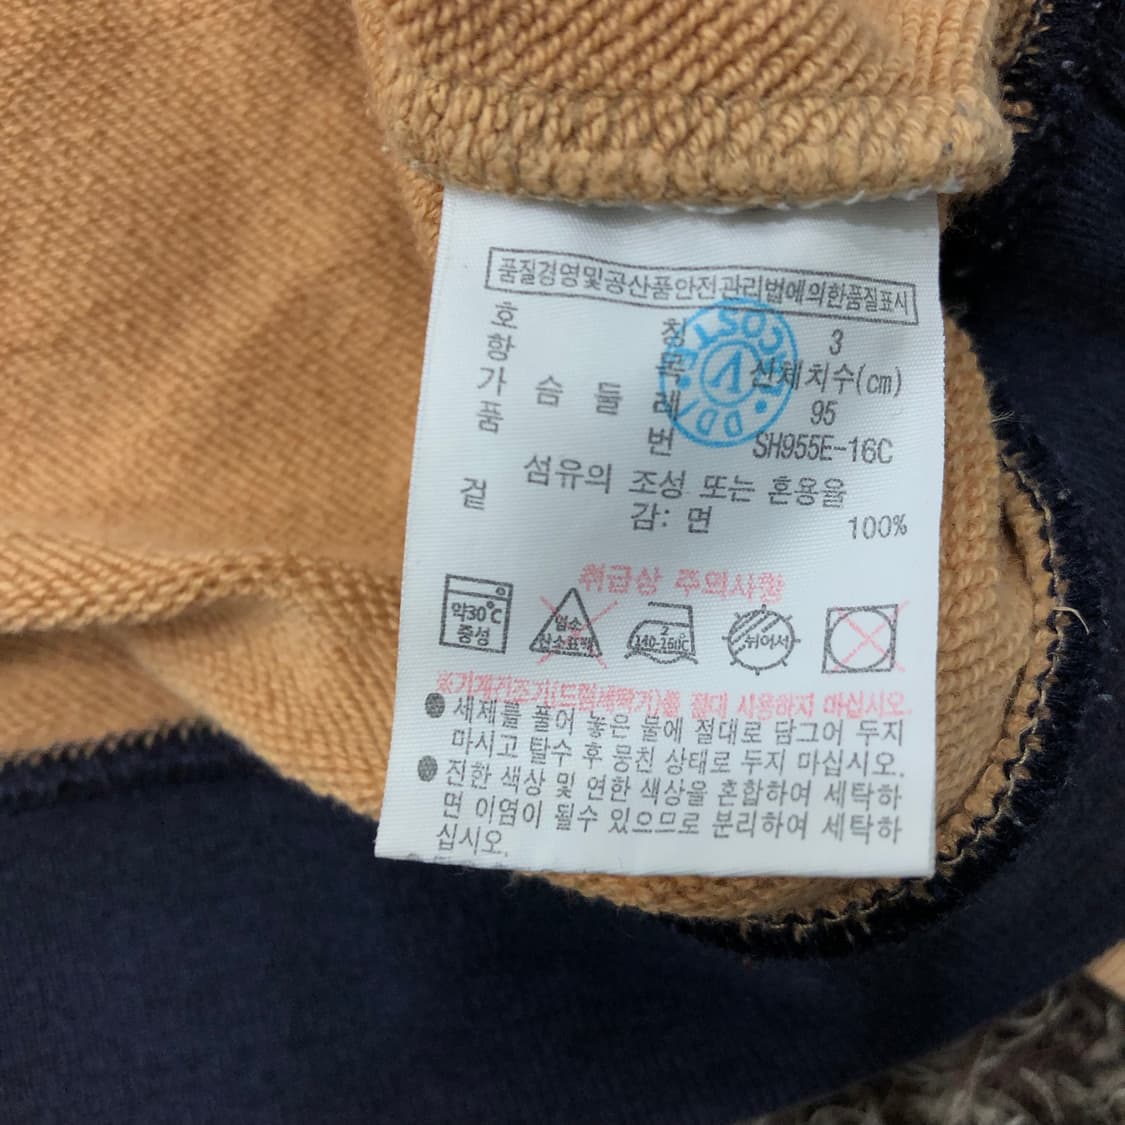 품질경영및공산품안전관리법에의한품질표시
호 칭 3
항 목 신체치수(cm)
가 슴 둘 레 95
품 번 SH955E-16C
섬유의 조성 또는 혼용율
겉 감: 면 100%
취급상 주의사항
약30℃
중성
염소
산소표백
2
140-160℃
뉘어서
※기계건조기(드럼세탁기)를 절대 사용하지 마십시오.
● 세제를 풀어 놓은 물에 절대로 담그어 두지
마시고 탈수 후 뭉친 상태로 두지 마십시오.
● 진한 색상 및 연한 색상을 혼합하여 세탁하
면 이염이 될수 있으므로 분리하여 세탁하
십시오.